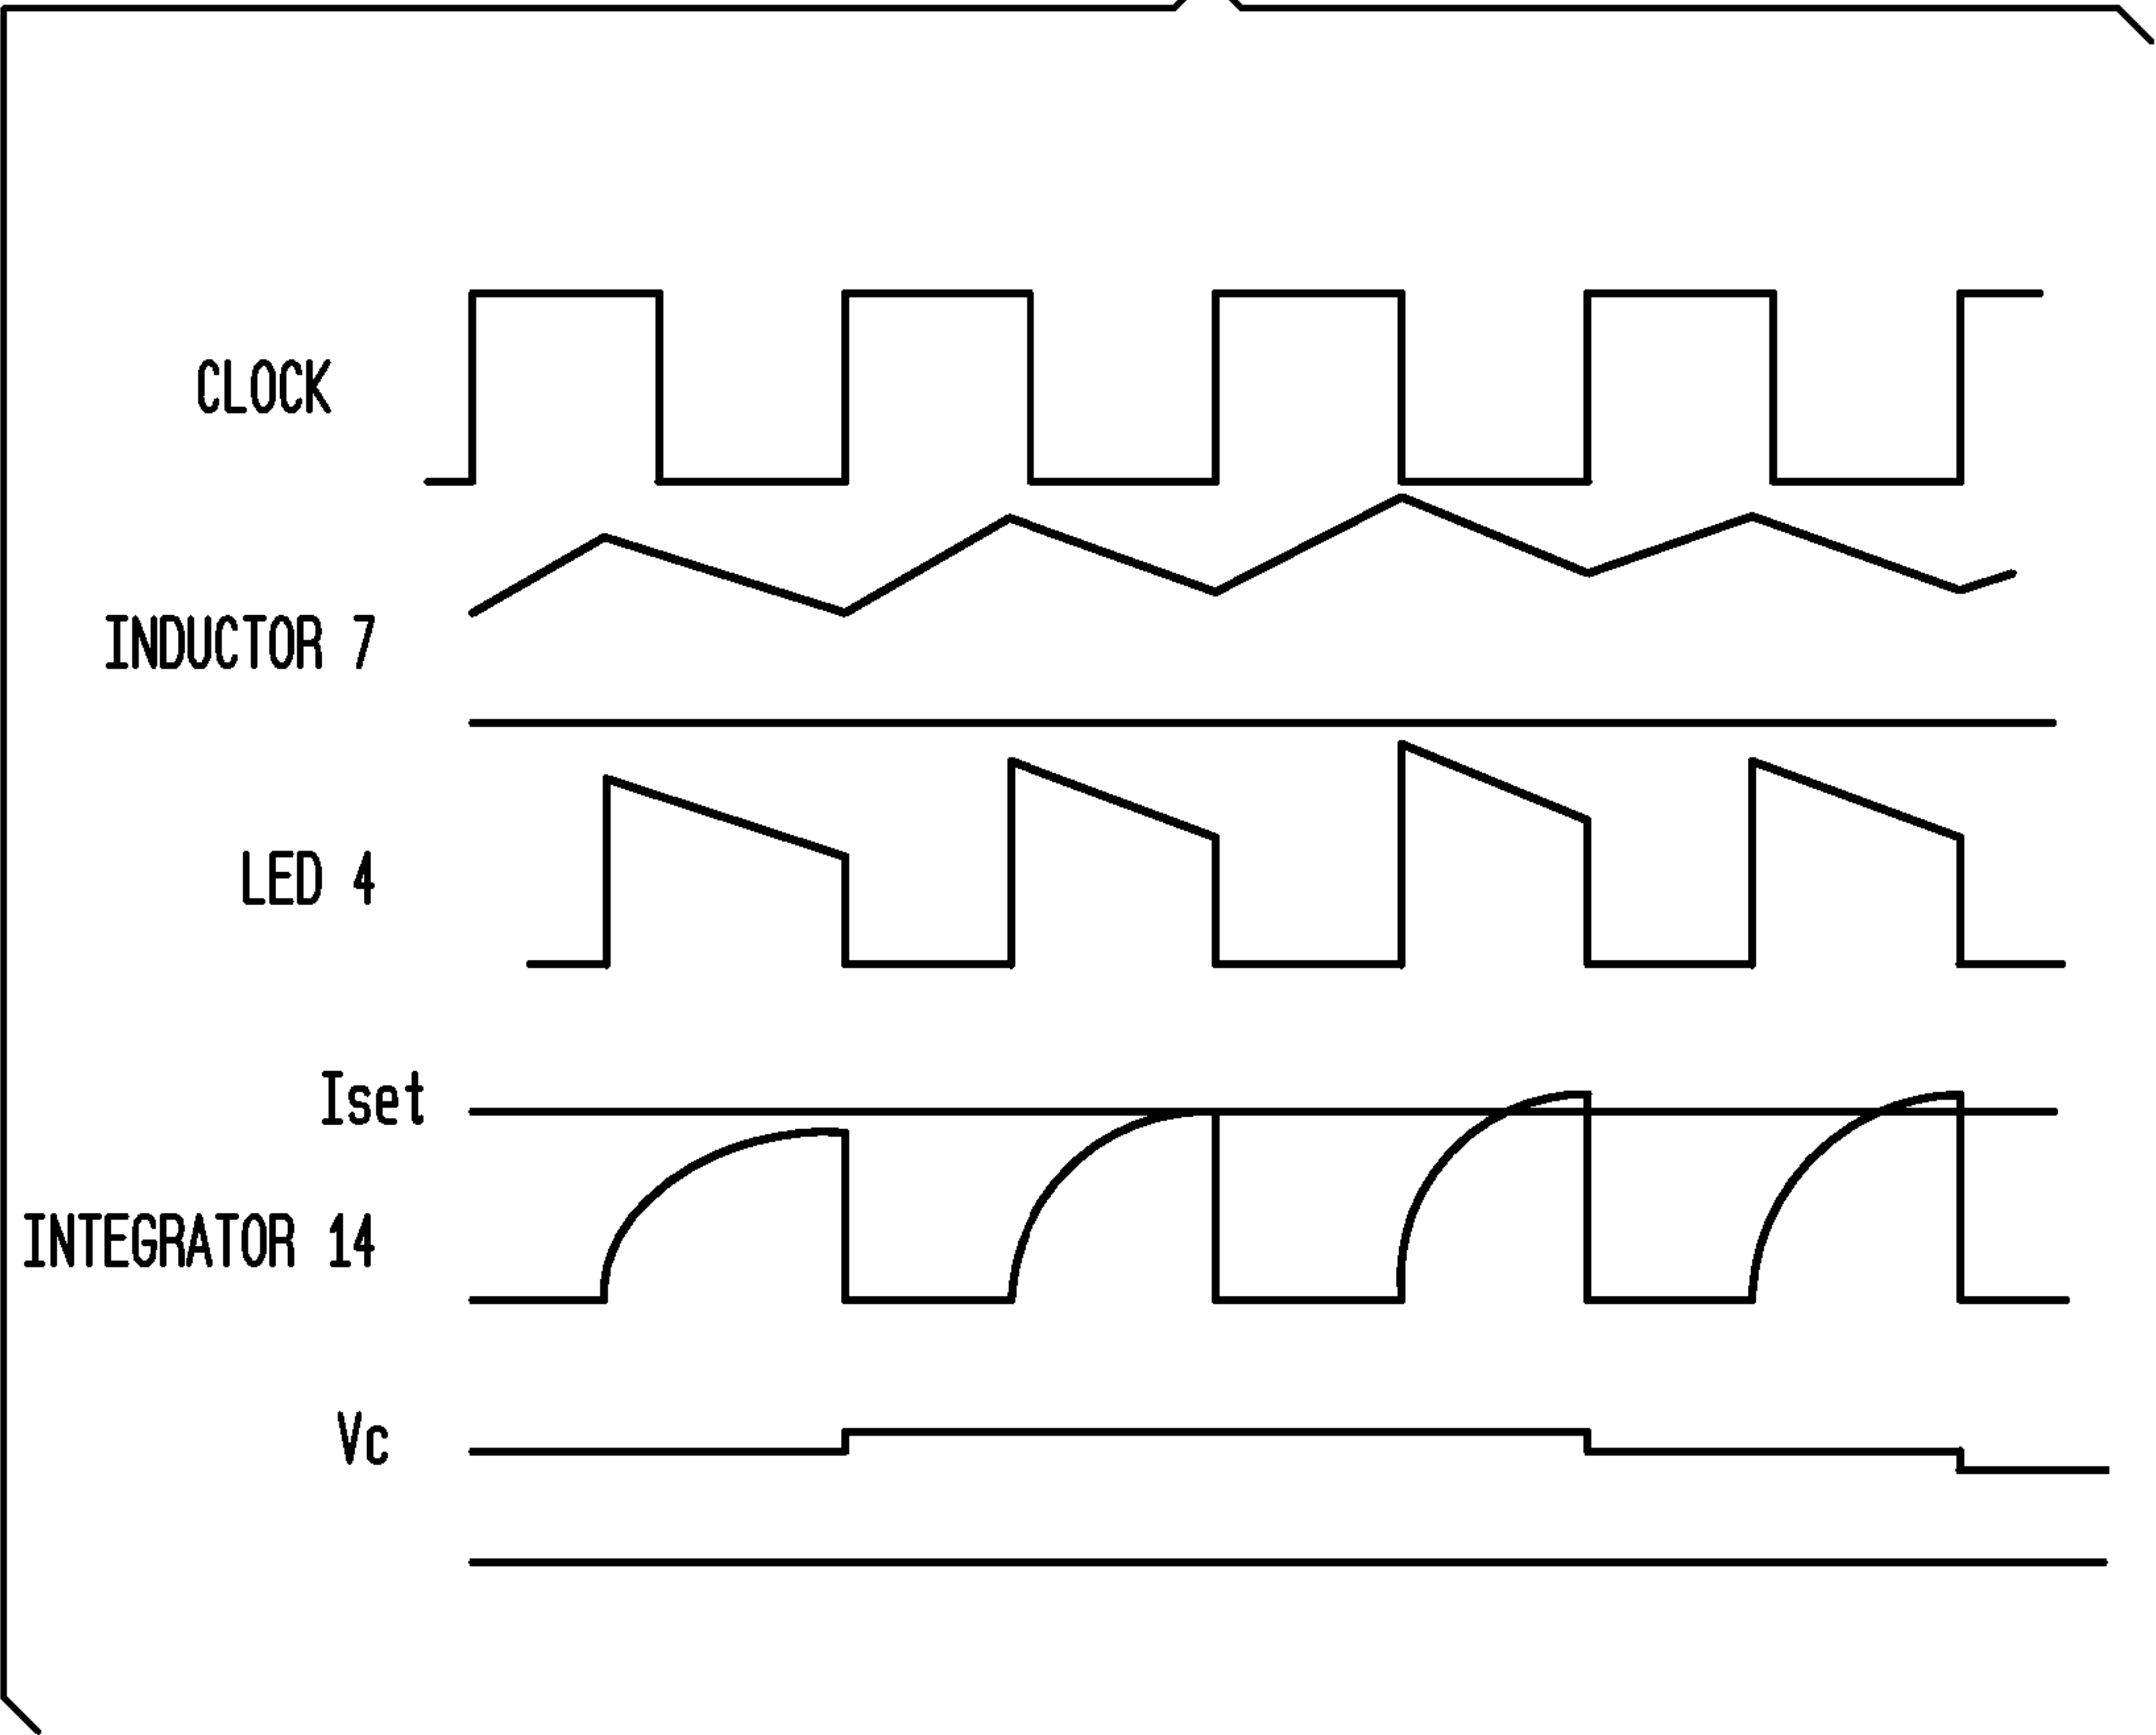 CLOCK
INDUCTOR 7
LED 4
Iset
INTEGRATOR 14
Vc